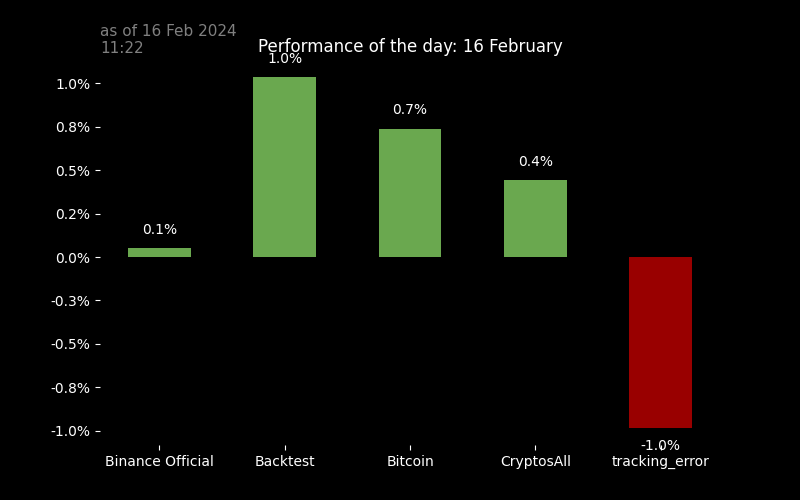 as of 16 Feb 2024
11:22
Performance of the day: 16 February
1.0%
0.8%
0.5%
0.2%
0.0%
-0.3%
-0.5%
-0.8%
-1.0%
0.1%
1.0%
0.7%
0.4%
-1.0%
Binance Official
Backtest
Bitcoin
CryptosAll
tracking_error